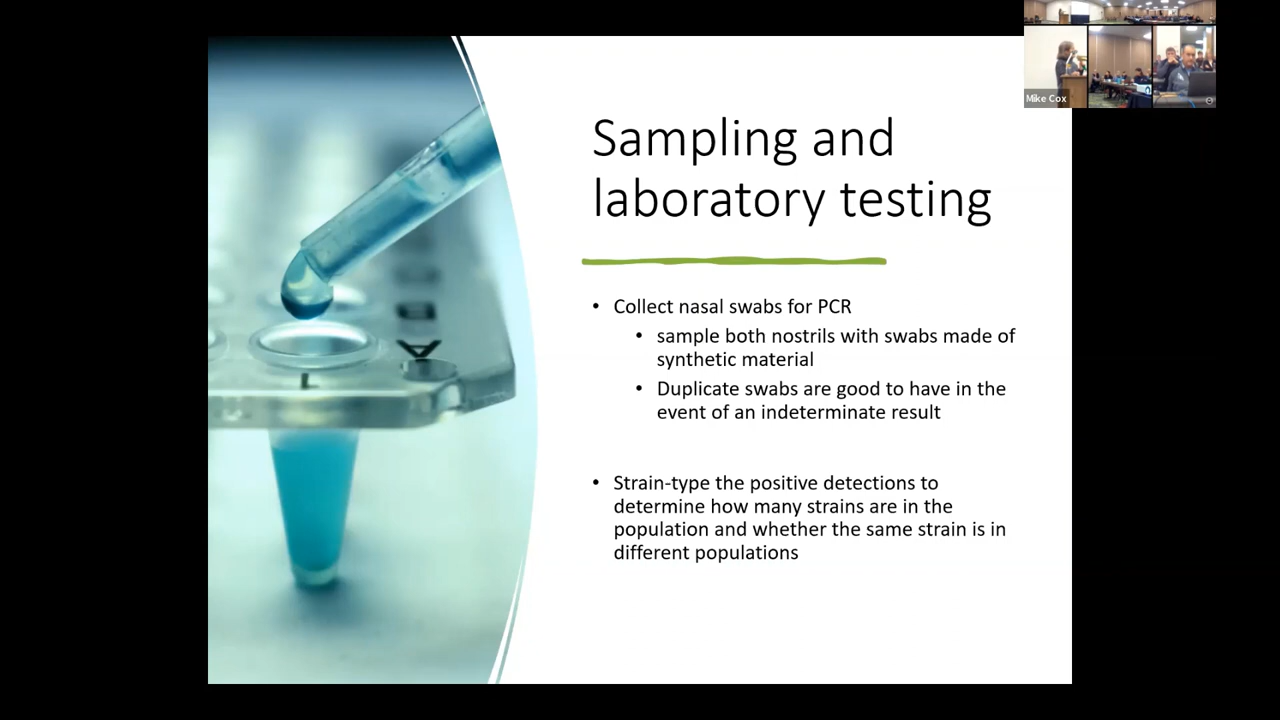 Mike Cox
Sampling and
laboratory testing
• Collect nasal swabs for PCR
• sample both nostrils with swabs made of
synthetic material
• Duplicate swabs are good to have in the
event of an indeterminate result
• Strain-type the positive detections to
determine how many strains are in the
population and whether the same strain is in
different populations
A